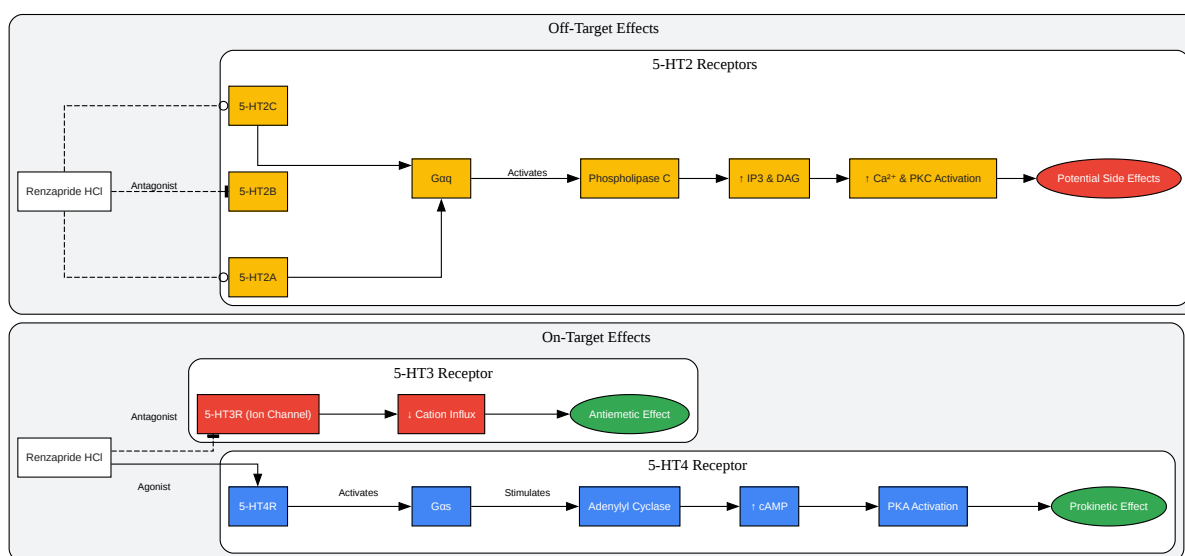 Off-Target Effects
5-HT2 Receptors
5-HT2C
Renzapride HCl
Antagonist
5-HT2B
5-HT2A
Gαq
Activates
Phospholipase C
↑ IP3 & DAG
↑ Ca²⁺ & PKC Activation
Potential Side Effects
On-Target Effects
5-HT3 Receptor
Antagonist
5-HT3R (Ion Channel)
↓ Cation Influx
Antiemetic Effect
Renzapride HCl
Agonist
5-HT4 Receptor
5-HT4R
Activates
Gαs
Stimulates
Adenylyl Cyclase
↑ cAMP
PKA Activation
Prokinetic Effect